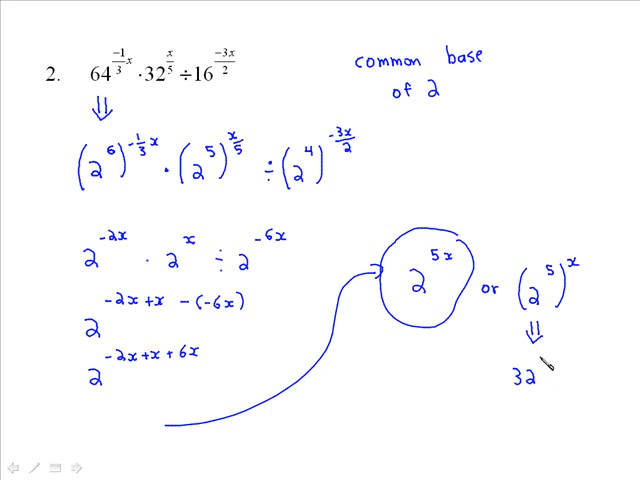 2. 64^(-1/3 x) · 32^(x/5) ÷ 16^(-3x/2)
common base
of 2
⇓
(2^6)^(-1/3 x) · (2^5)^(x/5) ÷ (2^4)^(-3x/2)
2^(-2x) · 2^x ÷ 2^(-6x)
2^(-2x+x-(-6x))
2^(-2x+x+6x)
2^(5x) or (2^5)^x
⇓
32